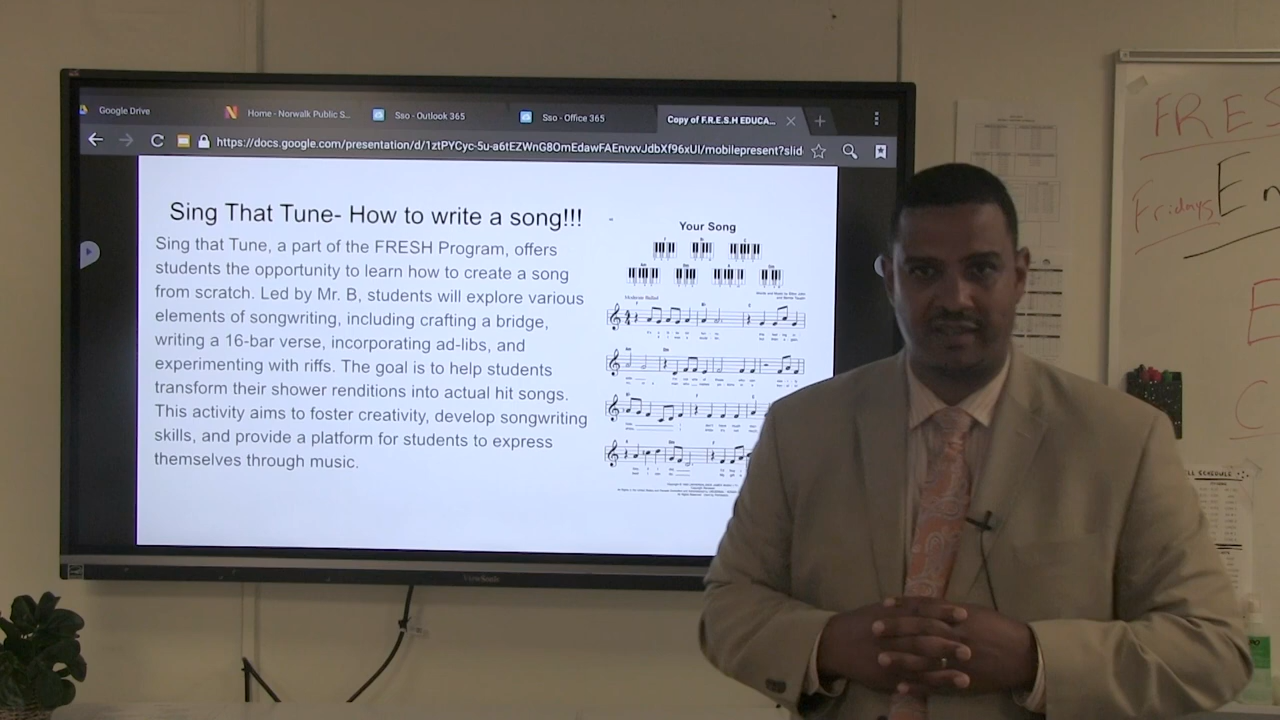 Google Drive
Home - Norwalk Public S...
Sso - Outlook 365
Sso - Office 365
Copy of F.R.E.S.H EDUCA...
https://docs.google.com/presentation/d/1ztPYCyc-5u-a6tEZWnG8OmEdawFAEnvxvJdbXf96xUI/mobilepresent?slid
Sing That Tune- How to write a song!!!
Sing that Tune, a part of the FRESH Program, offers
students the opportunity to learn how to create a song
from scratch. Led by Mr. B, students will explore various
elements of songwriting, including crafting a bridge,
writing a 16-bar verse, incorporating ad-libs, and
experimenting with riffs. The goal is to help students
transform their shower renditions into actual hit songs.
This activity aims to foster creativity, develop songwriting
skills, and provide a platform for students to express
themselves through music.
Your Song
ViewSonic
FRES
Fridays
En
E
C
LL SCHEDULE